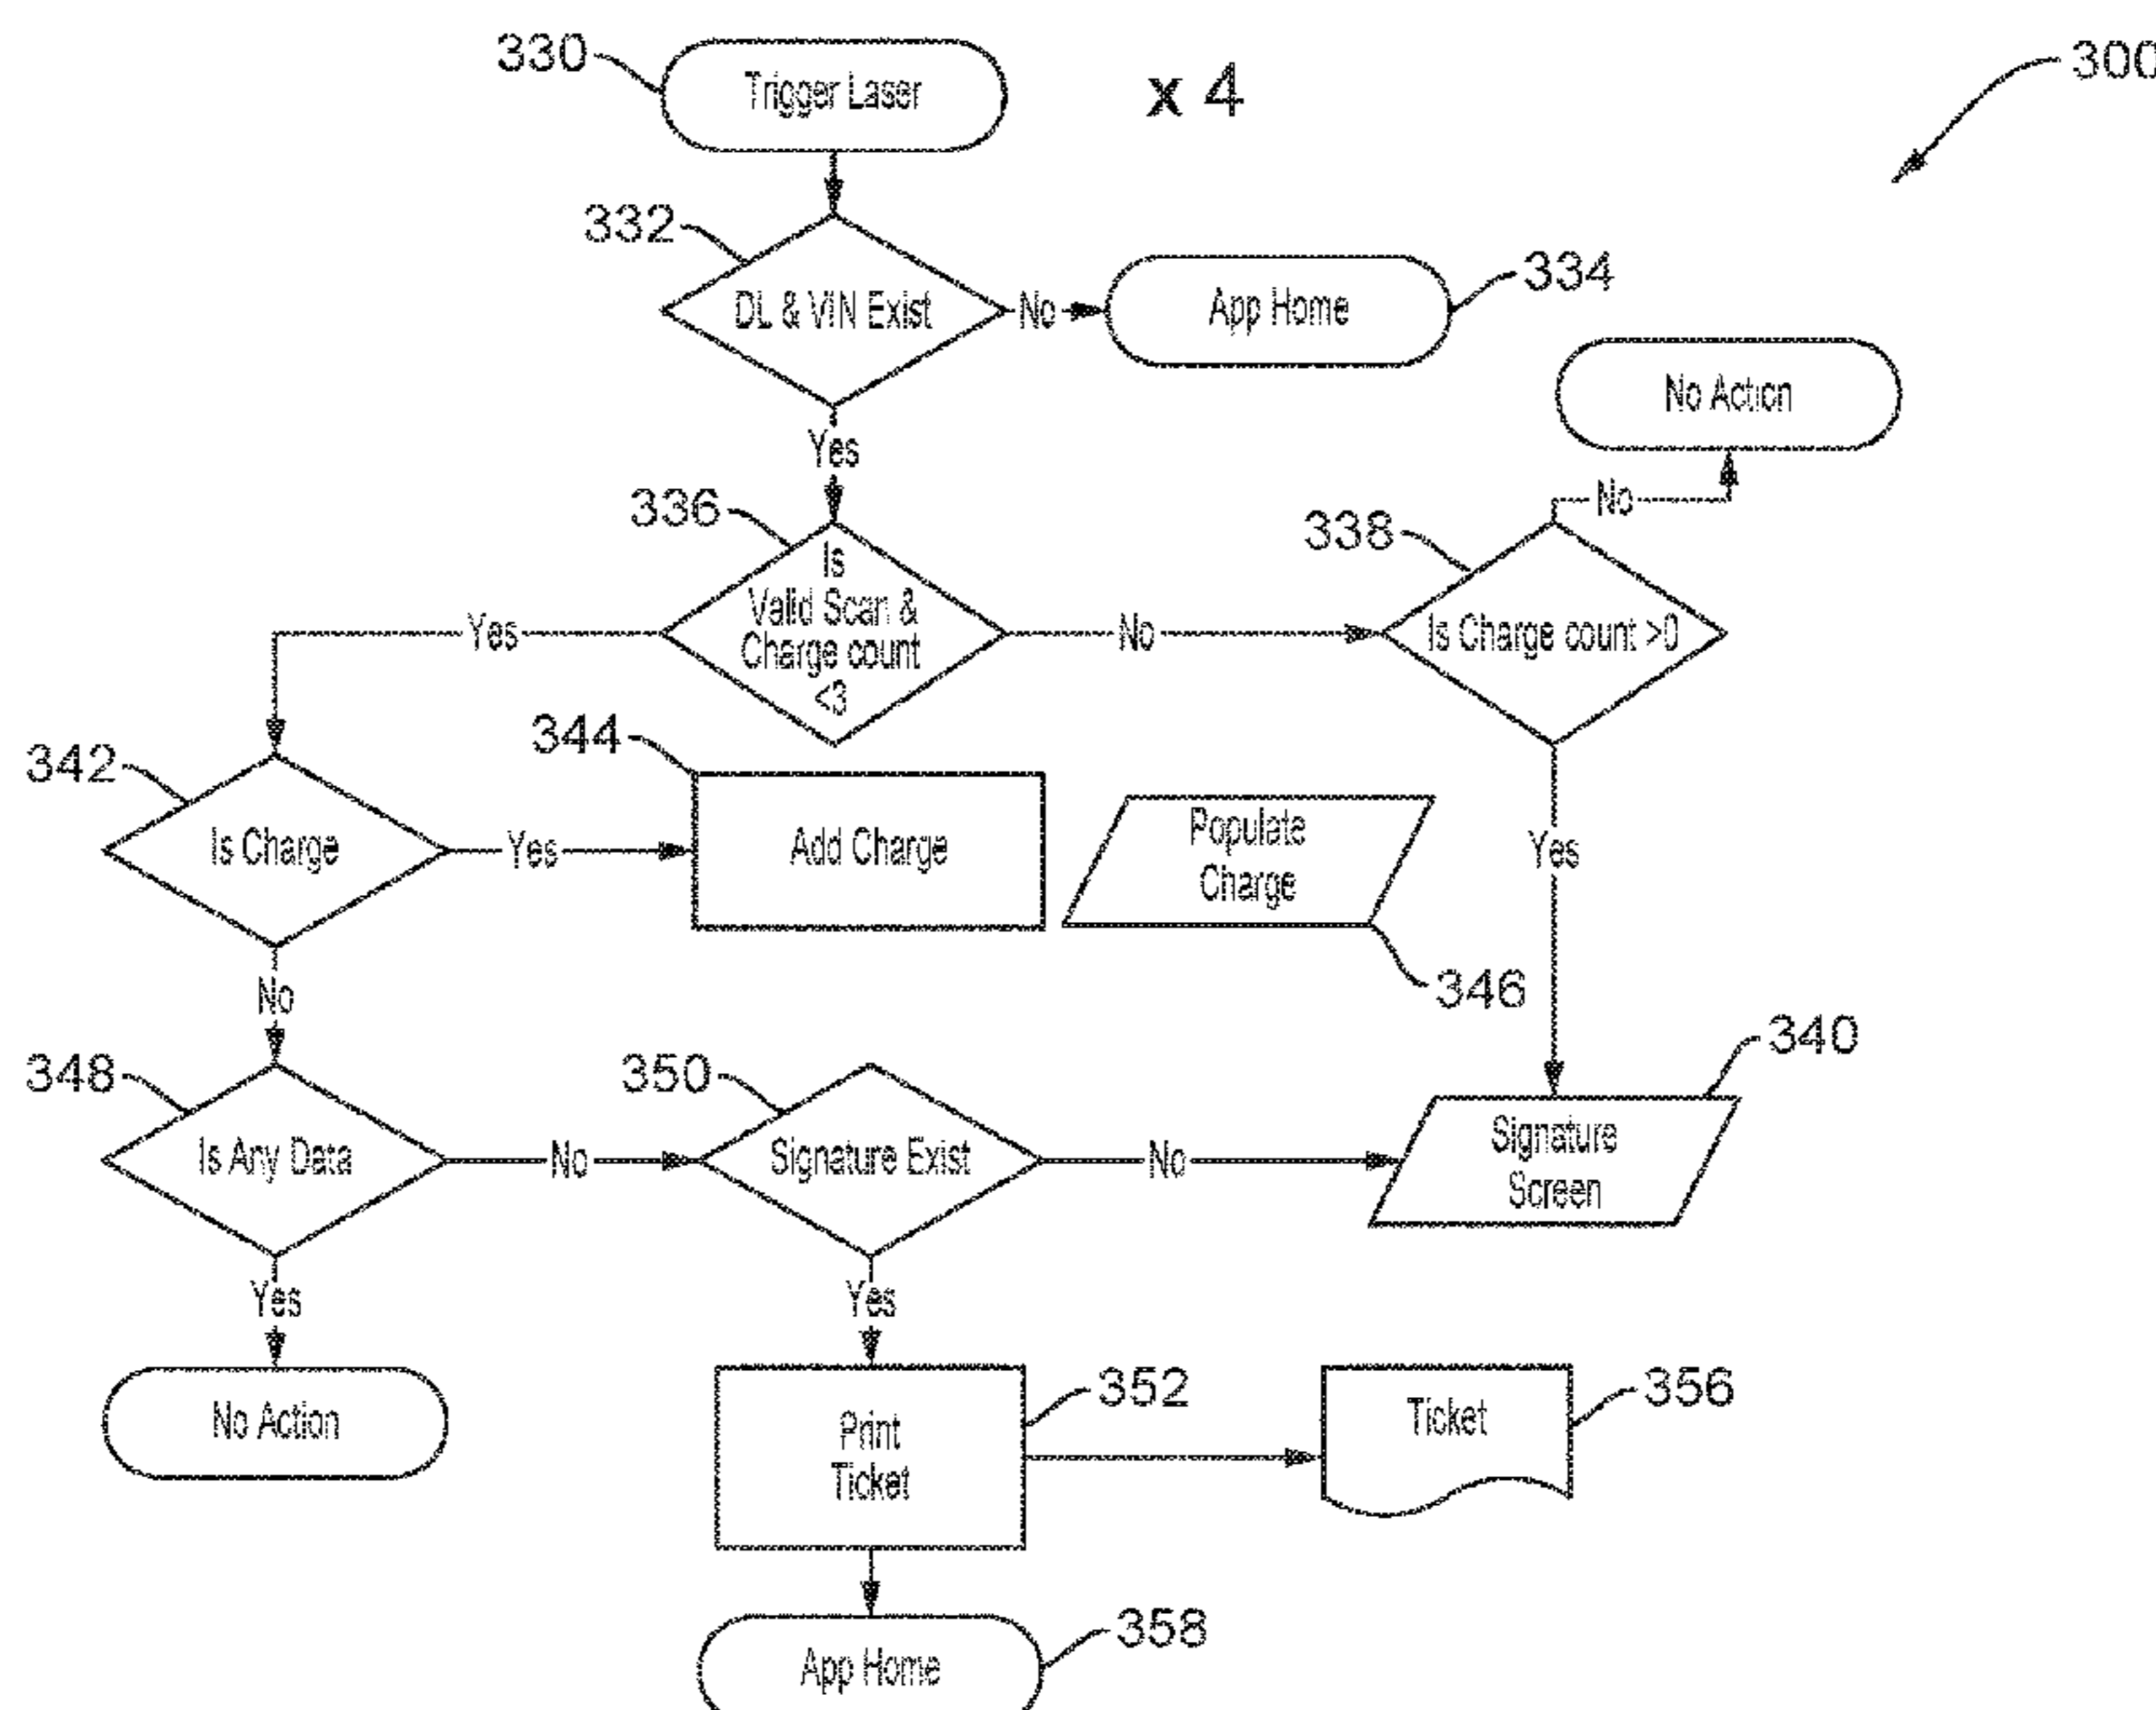 330
Trigger Laser
x 4
300
332
DL & VIN Exist
No
App Home
334
No Action
Yes
No
336
Is
Valid Scan &
Charge count
<3
338
Is Charge count >0
Yes
No
342
Is Charge
Yes
344
Add Charge
Populate
Charge
346
Yes
No
340
348
Is Any Data
No
350
Signature Exist
No
Signature
Screen
Yes
Yes
No Action
Print
Ticket
352
Ticket
356
App Home
358